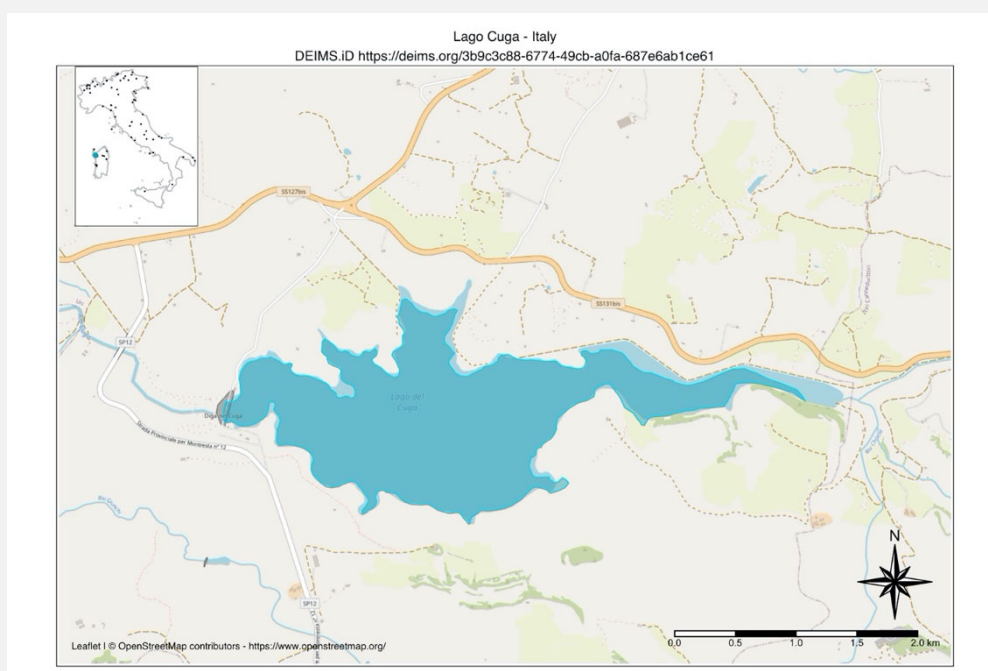 Lago Cuga - Italy
DEIMS.iD https://deims.org/3b9c3c88-6774-49cb-a0fa-687e6ab1ce61
SS127bis
SS131bis
SP12
Lago del
Cuga
Diga del Cuga
Strada Provinciale per Monteresta n° 12
SP12
N
0.0 0.5 1.0 1.5 2.0 km
Leaflet | © OpenStreetMap contributors - https://www.openstreetmap.org/